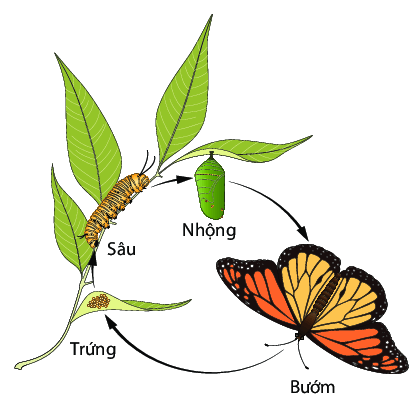 Nhộng
Sâu
Trứng
Bướm